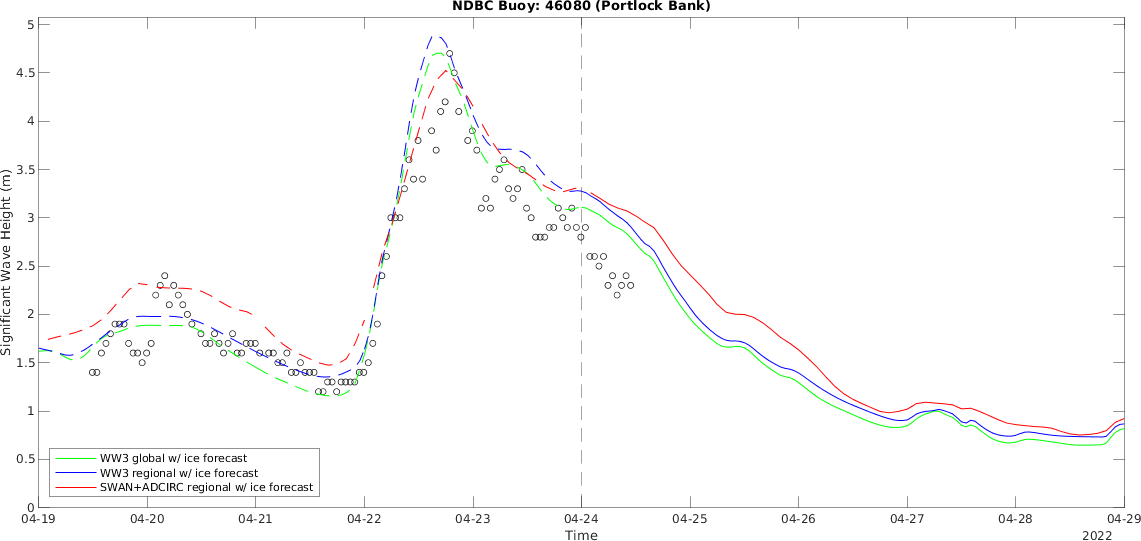 NDBC Buoy: 46080 (Portlock Bank)
5
4.5
4
3.5
3
2.5
2
1.5
1
0.5
0
Significant Wave Height (m)
WW3 global w/ ice forecast
WW3 regional w/ ice forecast
SWAN+ADCIRC regional w/ ice forecast
04-19 04-20 04-21 04-22 04-23 04-24 04-25 04-26 04-27 04-28 04-29
Time
2022